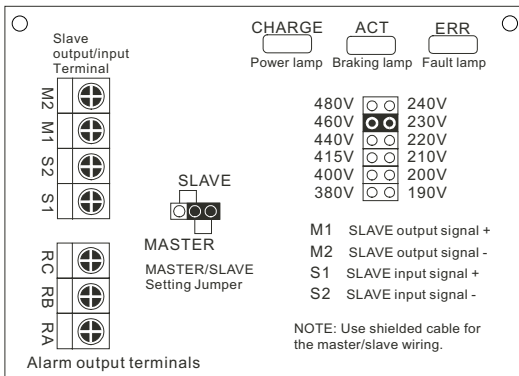 Slave
output/input
Terminal
CHARGE ACT ERR
Power lamp Braking lamp Fault lamp
M2
M1
S2
S1
480V 240V
460V 230V
440V 220V
415V 210V
400V 200V
380V 190V
SLAVE
MASTER
MASTER/SLAVE
Setting Jumper
M1 SLAVE output signal +
M2 SLAVE output signal -
S1 SLAVE input signal +
S2 SLAVE input signal -
RC
RB
RA
NOTE: Use shielded cable for
the master/slave wiring.
Alarm output terminals